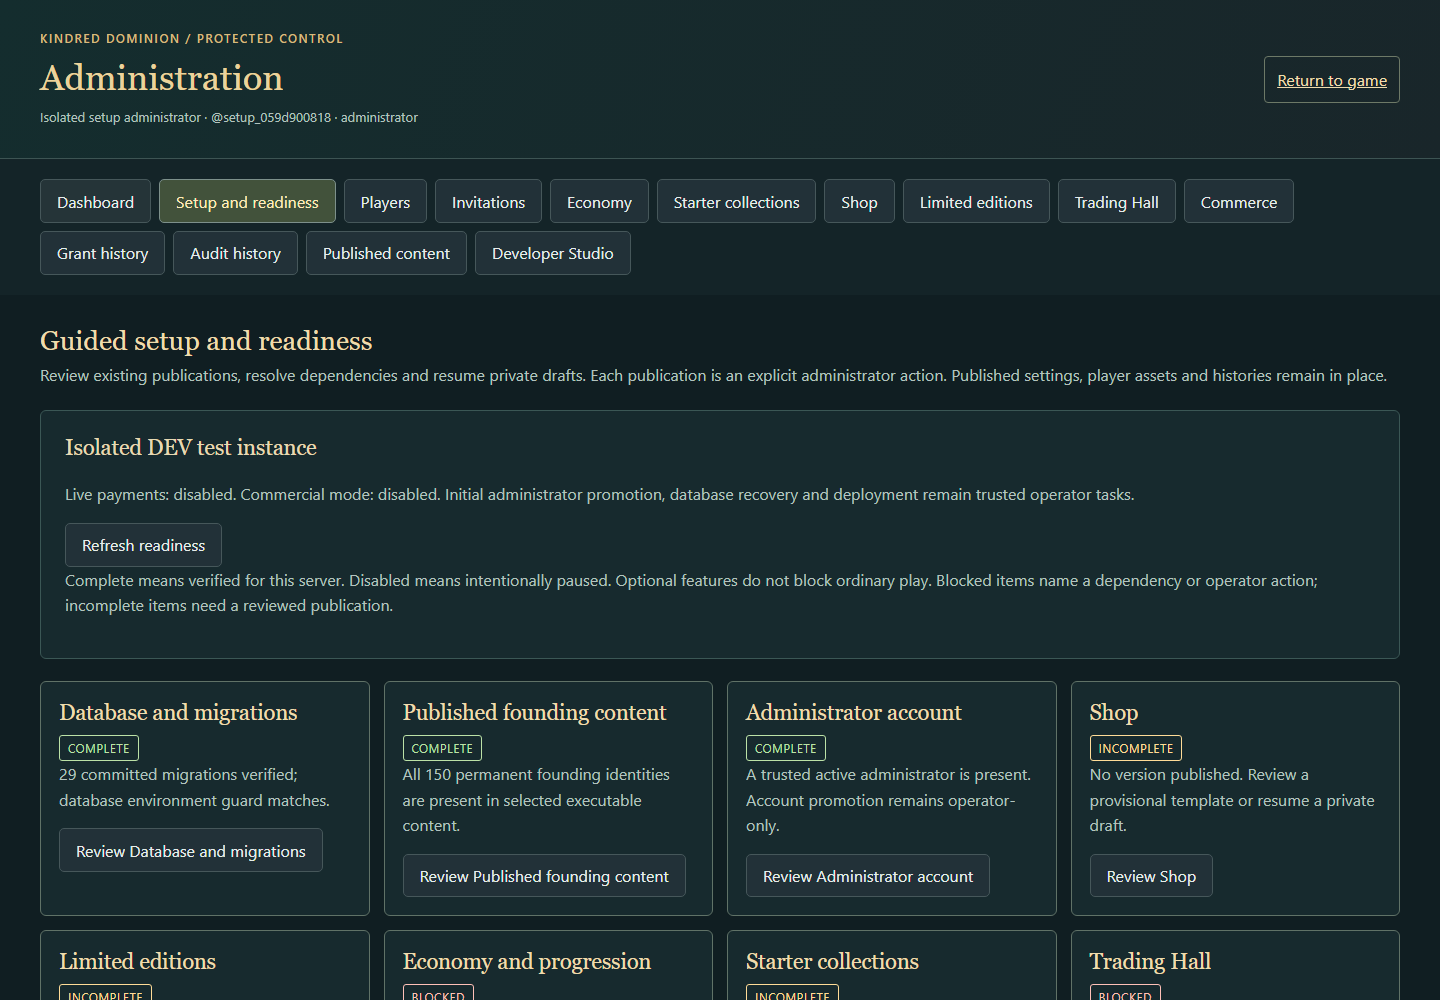 KINDRED DOMINION / PROTECTED CONTROL
Administration
Isolated setup administrator · @setup_059d900818 · administrator
Return to game
Dashboard
Setup and readiness
Players
Invitations
Economy
Starter collections
Shop
Limited editions
Trading Hall
Commerce
Grant history
Audit history
Published content
Developer Studio
Guided setup and readiness
Review existing publications, resolve dependencies and resume private drafts. Each publication is an explicit administrator action. Published settings, player assets and histories remain in place.
Isolated DEV test instance
Live payments: disabled. Commercial mode: disabled. Initial administrator promotion, database recovery and deployment remain trusted operator tasks.
Refresh readiness
Complete means verified for this server. Disabled means intentionally paused. Optional features do not block ordinary play. Blocked items name a dependency or operator action;
incomplete items need a reviewed publication.
Database and migrations
COMPLETE
29 committed migrations verified;
database environment guard matches.
Review Database and migrations
Published founding content
COMPLETE
All 150 permanent founding identities
are present in selected executable
content.
Review Published founding content
Administrator account
COMPLETE
A trusted active administrator is present.
Account promotion remains operator-
only.
Review Administrator account
Shop
INCOMPLETE
No version published. Review a
provisional template or resume a private
draft.
Review Shop
Limited editions
INCOMPLETE
Economy and progression
BLOCKED
Starter collections
INCOMPLETE
Trading Hall
BLOCKED